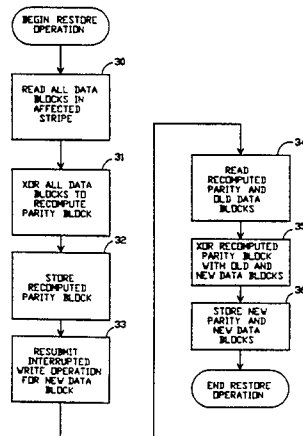 BEGIN RESTORE
OPERATION
30
READ ALL DATA
BLOCKS IN
AFFECTED
STRIPE
31
XOR ALL DATA
BLOCKS TO
RECOMPUTE
PARITY BLOCK
32
STORE
RECOMPUTED
PARITY BLOCK
33
RESUBMIT
INTERRUPTED
WRITE OPERATION
FOR NEW DATA
BLOCK
34
READ
RECOMPUTED
PARITY AND
OLD DATA
BLOCKS
35
XOR RECOMPUTED
PARITY BLOCK
WITH OLD AND
NEW DATA BLOCKS
36
STORE NEW
PARITY AND
NEW DATA
BLOCKS
END RESTORE
OPERATION